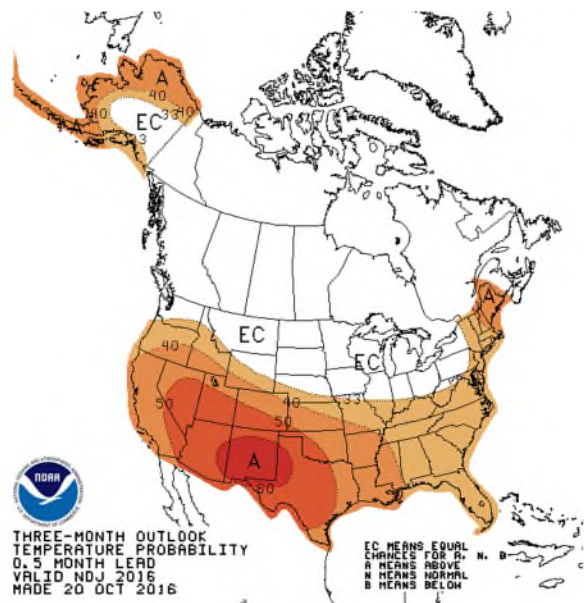 A
40
40
33
40
EC
A
33
A
EC
EC
40
33
40
50
50
A
60
NOAA
THREE-MONTH OUTLOOK
TEMPERATURE PROBABILITY
0.5 MONTH LEAD
VALID NDJ 2016
MADE 20 OCT 2016
EC MEANS EQUAL
CHANCES FOR A, N, B
A MEANS ABOVE
N MEANS NORMAL
B MEANS BELOW